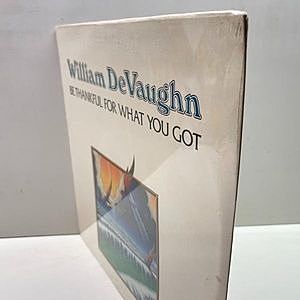 William DeVaughn
BE THANKFUL FOR WHAT YOU GOT